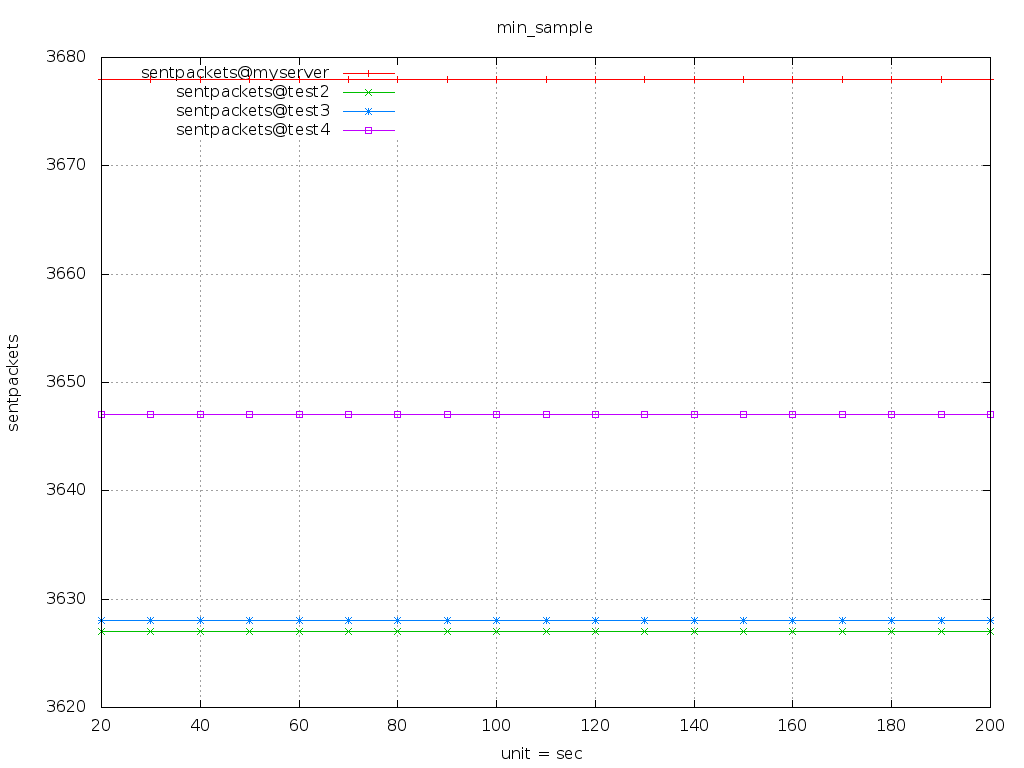 min_sample
3680
3670
3660
3650
3640
3630
3620
sentpackets
sentpackets@myserver
sentpackets@test2
sentpackets@test3
sentpackets@test4
20 40 60 80 100 120 140 160 180 200
unit = sec